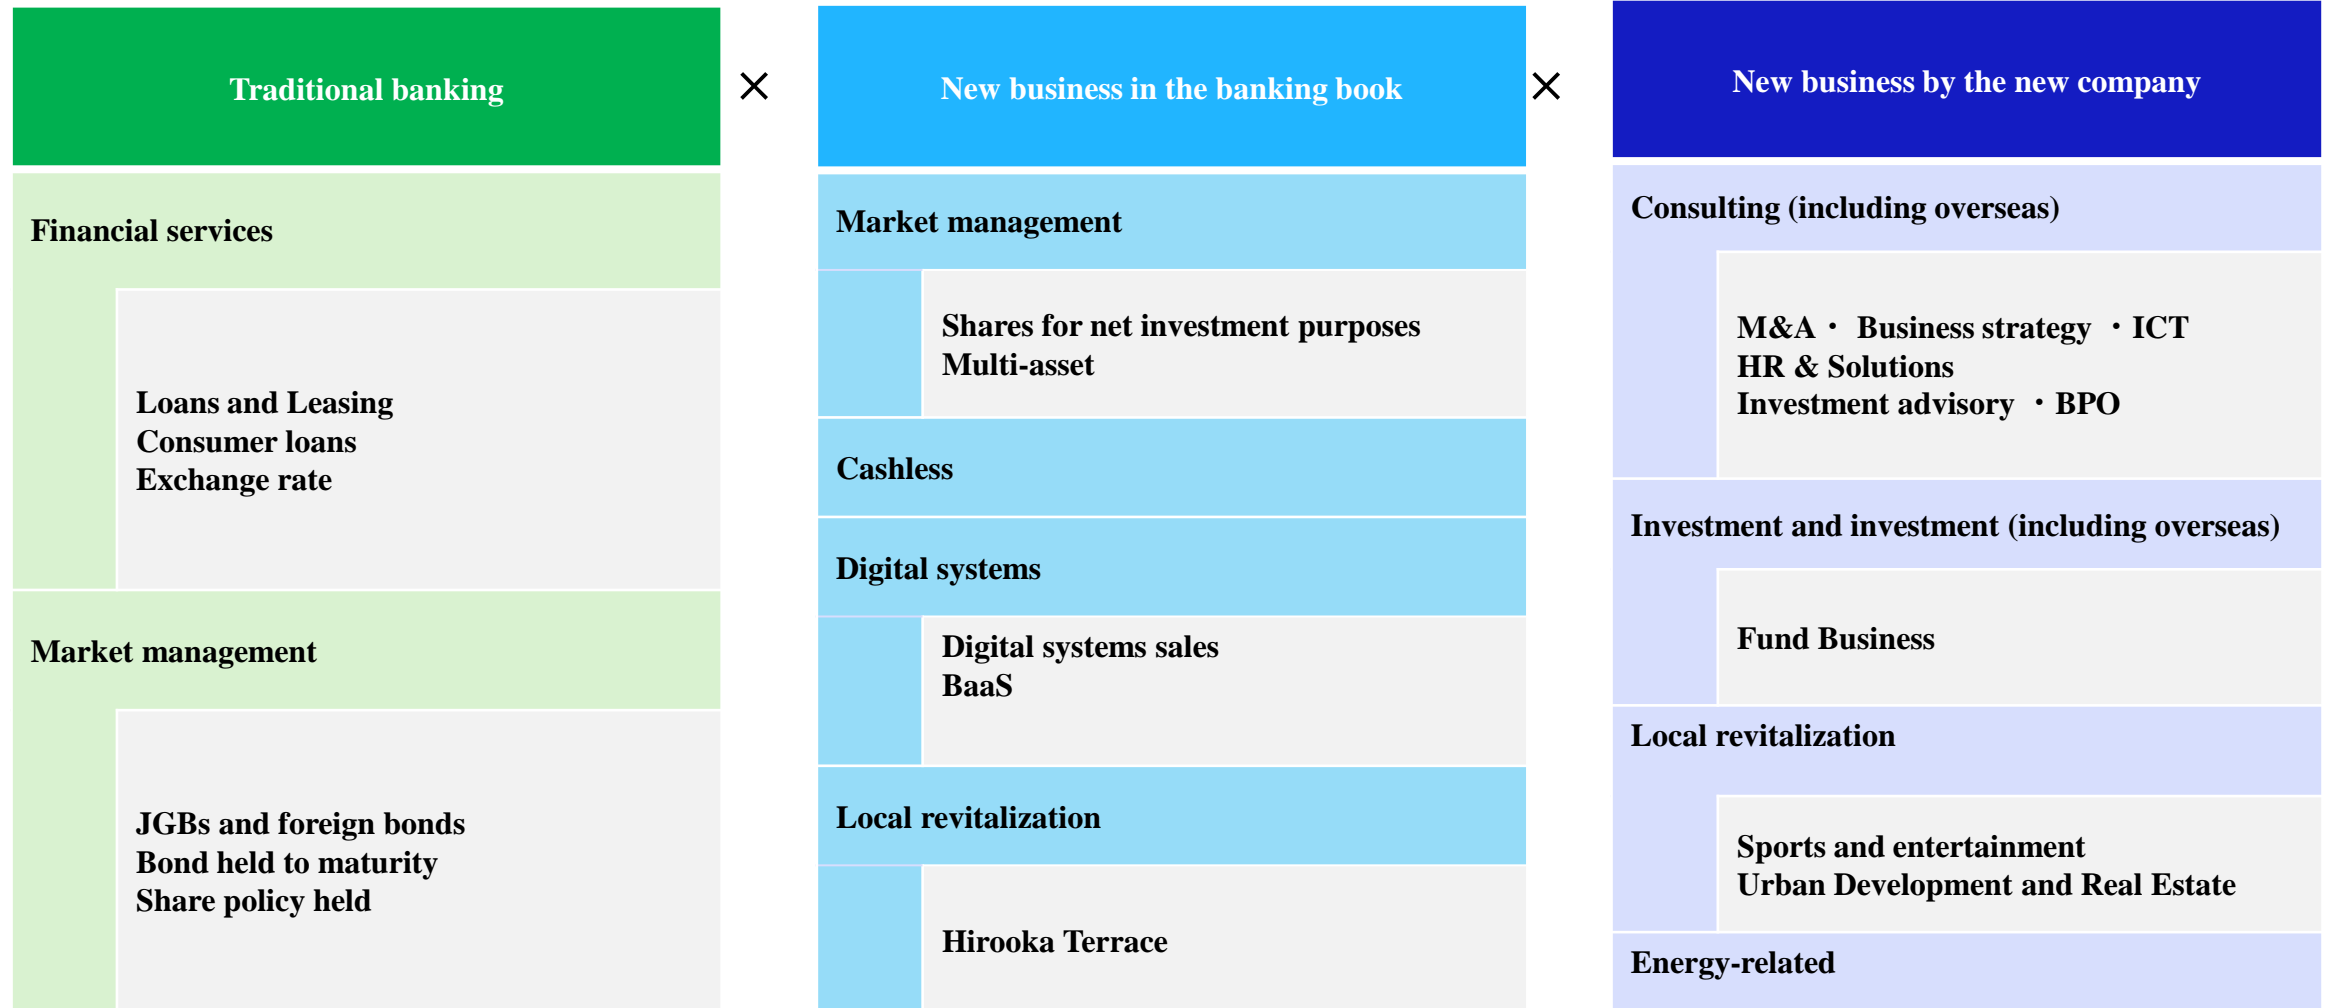 Traditional banking
×
New business in the banking book
×
New business by the new company
Financial services
Loans and Leasing
Consumer loans
Exchange rate
Market management
JGBs and foreign bonds
Bond held to maturity
Share policy held
Market management
Shares for net investment purposes
Multi-asset
Cashless
Digital systems
Digital systems sales
BaaS
Local revitalization
Hirooka Terrace
Consulting (including overseas)
M&A・ Business strategy ・ICT
HR & Solutions
Investment advisory ・BPO
Investment and investment (including overseas)
Fund Business
Local revitalization
Sports and entertainment
Urban Development and Real Estate
Energy-related